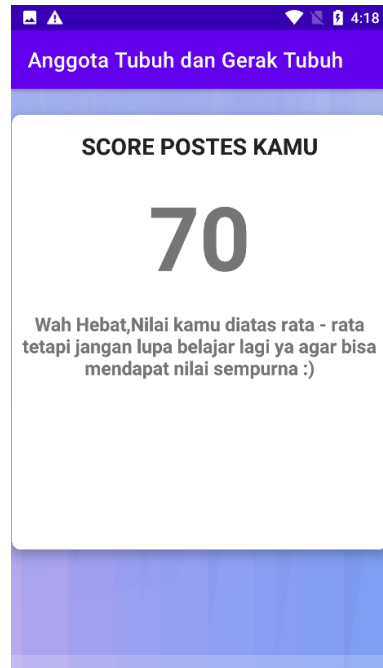 4:18
Anggota Tubuh dan Gerak Tubuh
SCORE POSTES KAMU
70
Wah Hebat,Nilai kamu diatas rata - rata
tetapi jangan lupa belajar lagi ya agar bisa
mendapat nilai sempurna :)